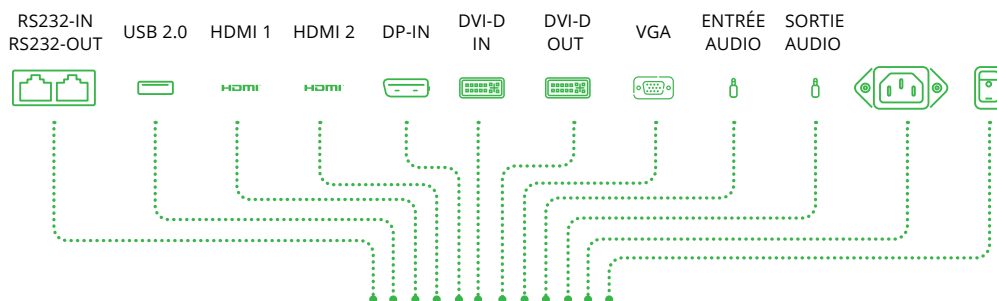 RS232-IN
RS232-OUT
USB 2.0
HDMI 1
HDMI 2
DP-IN
DVI-D
IN
DVI-D
OUT
VGA
ENTRÉE
AUDIO
SORTIE
AUDIO
HDMI
HDMI